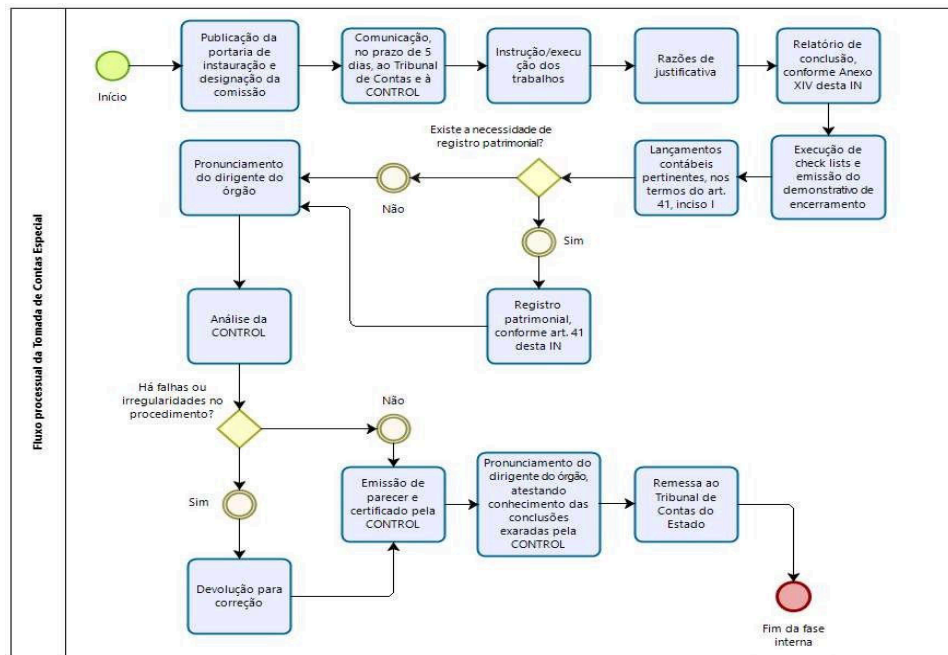 Fluxo processual da Tomada de Contas Especial
Início
Publicação da
portaria de
instauração e
designação da
comissão
Comunicação,
no prazo de 5
dias, ao Tribunal
de Contas e à
CONTROL
Instrução/execu
ção dos
trabalhos
Razões de
justificativa
Relatório de
conclusão,
conforme Anexo
XIV desta IN
Execução de
check lists e
emissão do
demonstrativo de
encerramento
Lançamentos
contábeis
pertinentes, nos
termos do art.
41, inciso I
Existe a necessidade de
registro patrimonial?
Não
Sim
Pronunciamento
do dirigente do
órgão
Registro
patrimonial,
conforme art. 41
desta IN
Análise da
CONTROL
Há falhas ou
irregularidades no
procedimento?
Não
Sim
Devolução para
correção
Emissão de
parecer e
certificado pela
CONTROL
Pronunciamento do
dirigente do órgão,
atestando
conhecimento das
conclusões
exaradas pela
CONTROL
Remessa ao
Tribunal de
Contas do
Estado
Fim da fase
interna